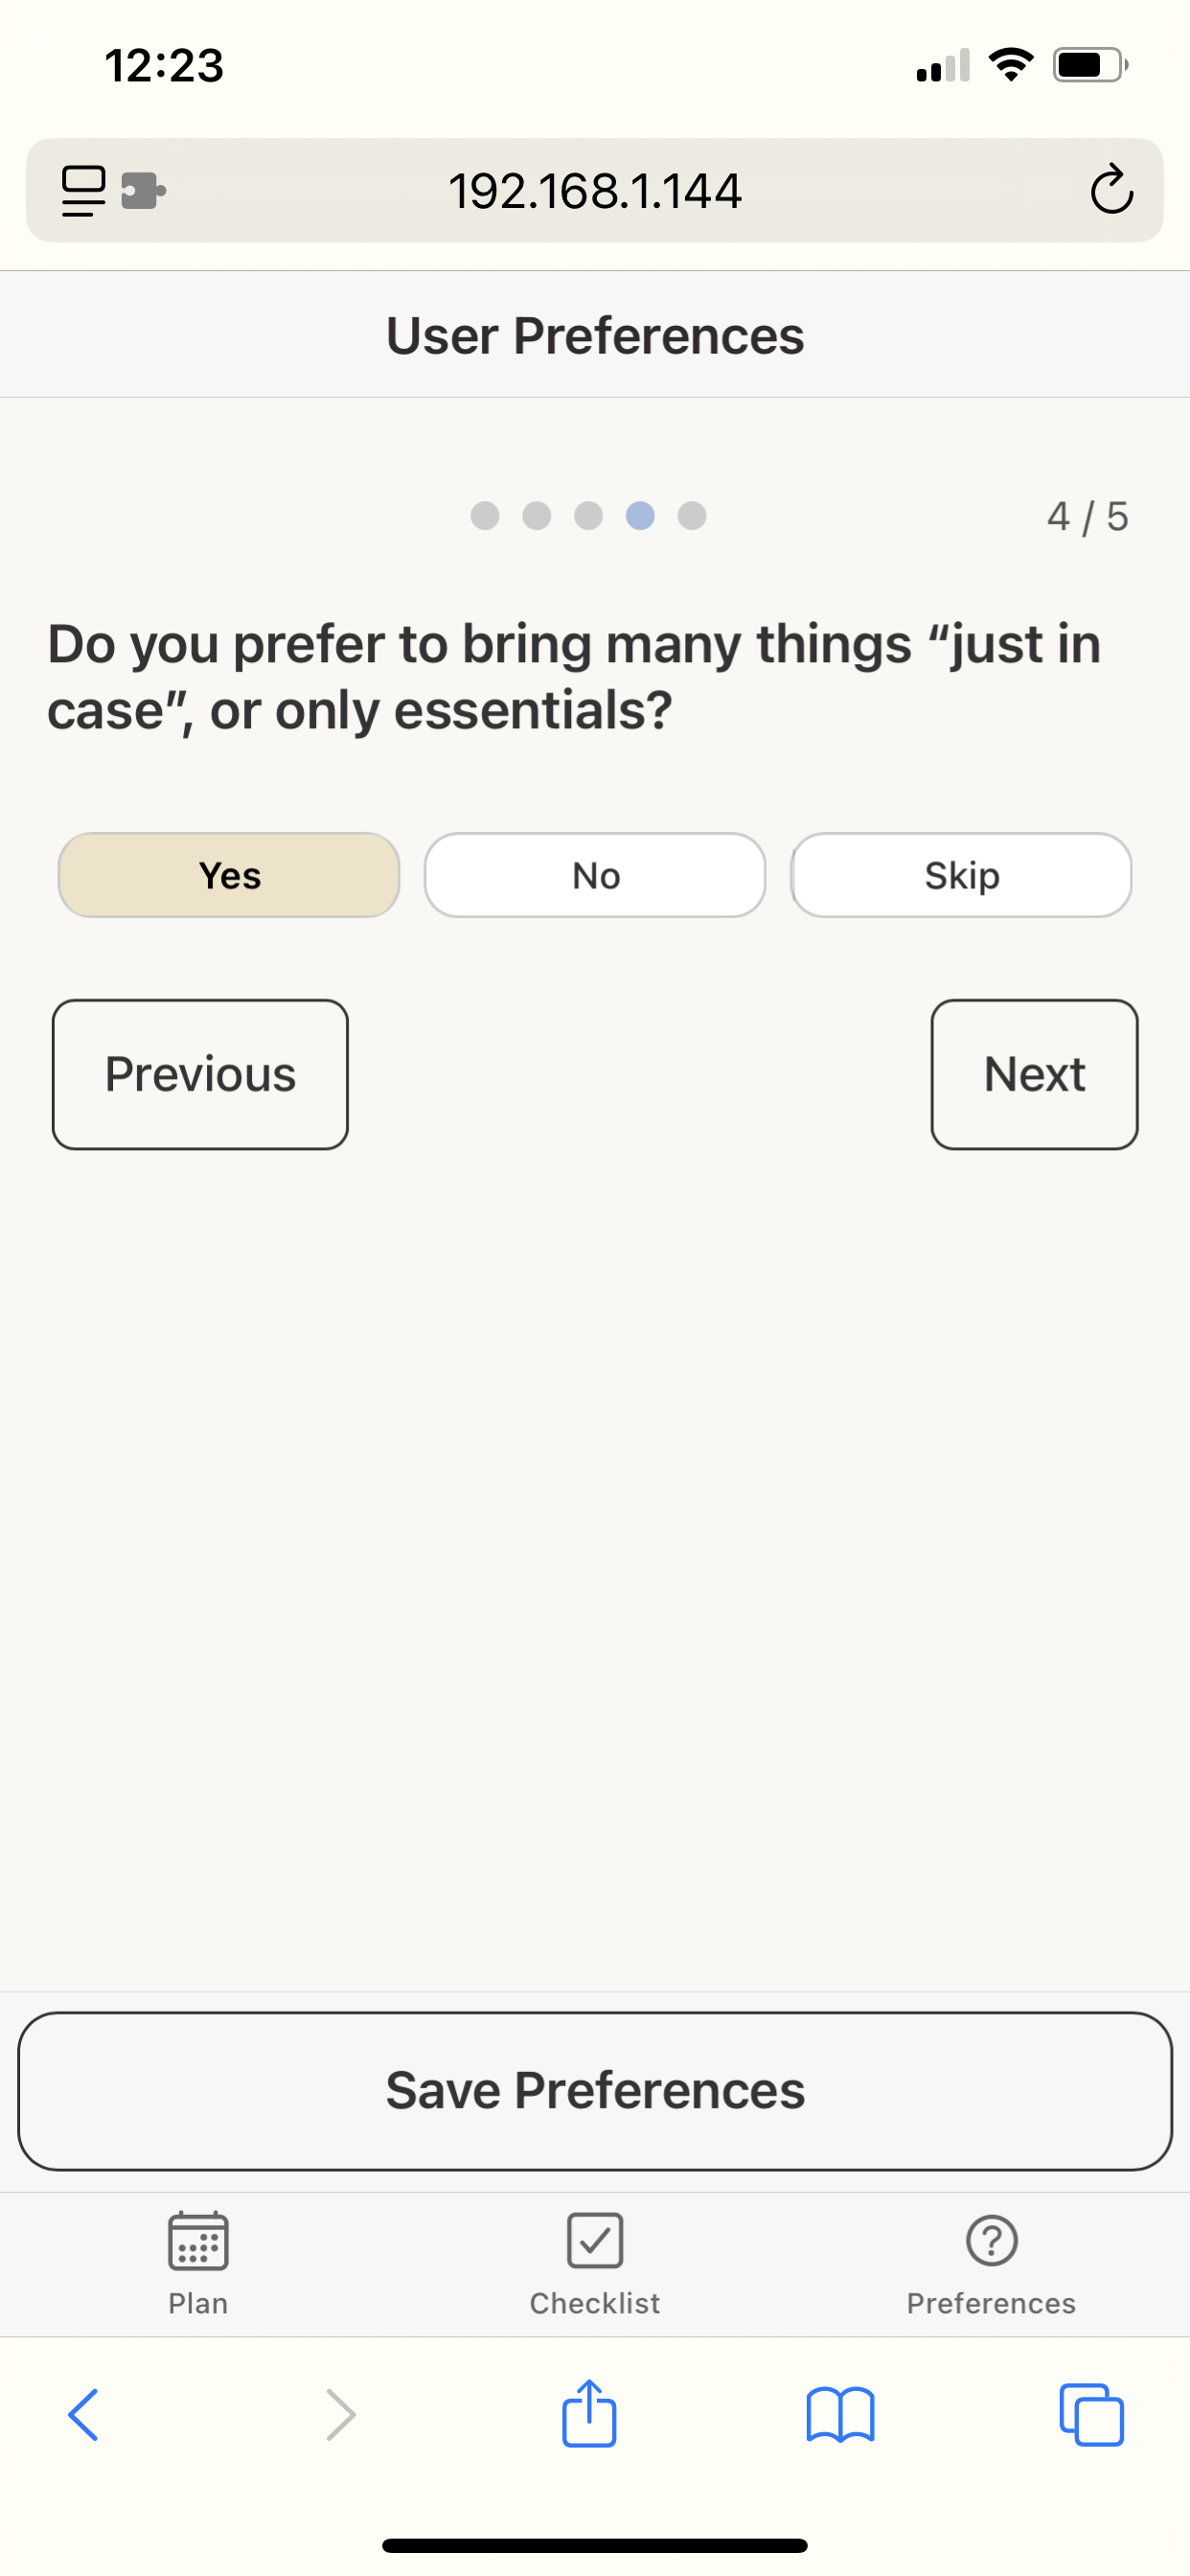 12:23
192.168.1.144
User Preferences
4 / 5
Do you prefer to bring many things “just in
case”, or only essentials?
Yes
No
Skip
Previous
Next
Save Preferences
Plan
Checklist
Preferences